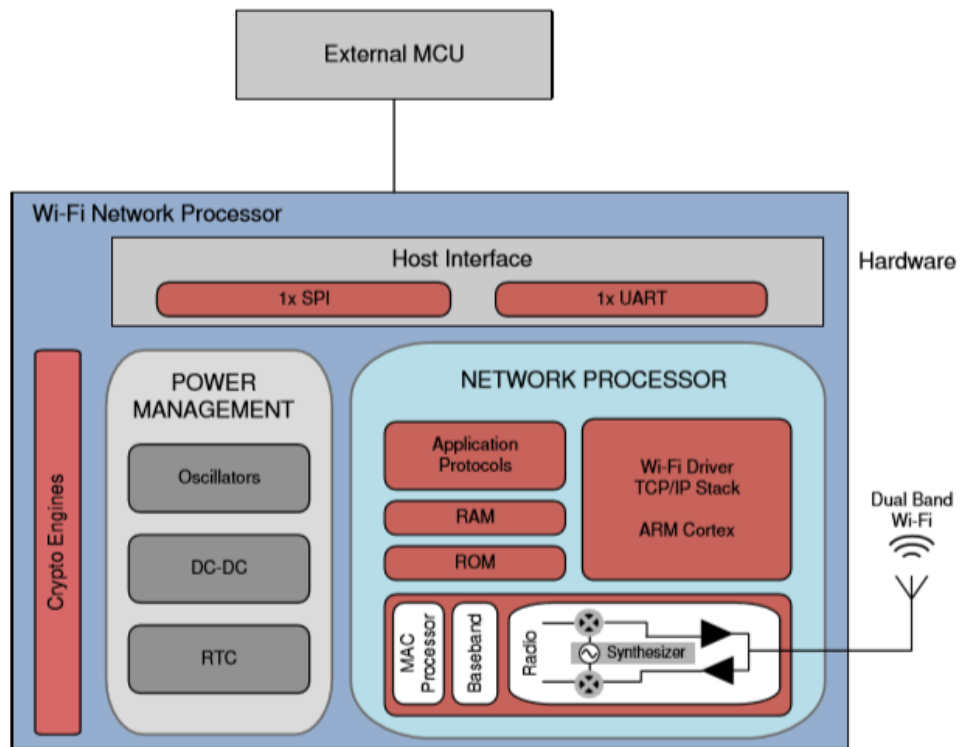 External MCU
Wi-Fi Network Processor
Host Interface
Hardware
1x SPI
1x UART
Crypto Engines
POWER
MANAGEMENT
Oscillators
DC-DC
RTC
NETWORK PROCESSOR
Application
Protocols
RAM
ROM
Wi-Fi Driver
TCP/IP Stack
ARM Cortex
MAC
Processor
Baseband
Radio
Synthesizer
Dual Band
Wi-Fi